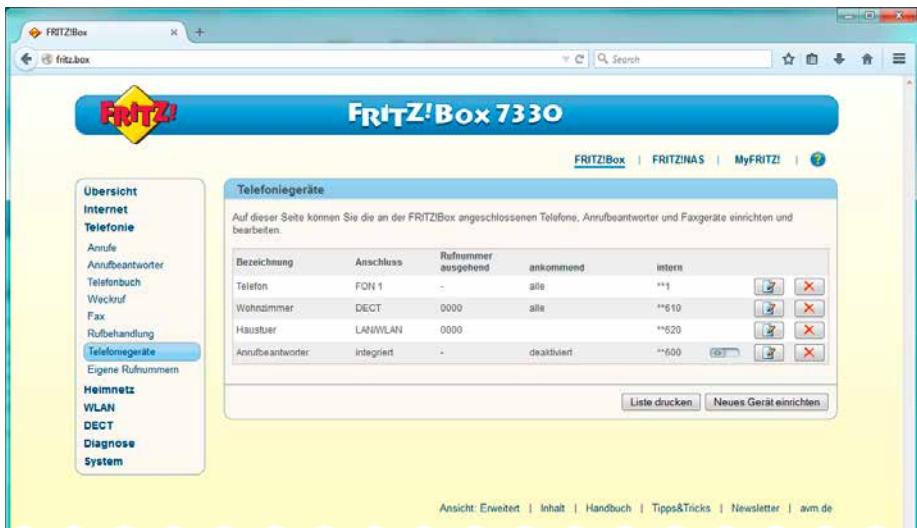 FRITZ!Box
fritz.box
Search
FRITZ!
FRITZ!Box 7330
FRITZ!Box | FRITZ!NAS | MyFRITZ! | ?
Übersicht
Internet
Telefonie
Anrufe
Anrufbeantworter
Telefonbuch
Weckruf
Fax
Rufbehandlung
Telefoniegeräte
Eigene Rufnummern
Heimnetz
WLAN
DECT
Diagnose
System
Telefoniegeräte
Auf dieser Seite können Sie die an der FRITZ!Box angeschlossenen Telefone, Anrufbeantworter und Faxgeräte einrichten und
bearbeiten.
Bezeichnung Anschluss Rufnummer ausgehend ankommend intern
Telefon FON 1 - alle **1
Wohnzimmer DECT 0000 alle **610
Haustuer LAN/WLAN 0000 **620
Anrufbeantworter integriert - deaktiviert **600
Liste drucken Neues Gerät einrichten
Ansicht: Erweitert | Inhalt | Handbuch | Tipps&Tricks | Newsletter | avm.de